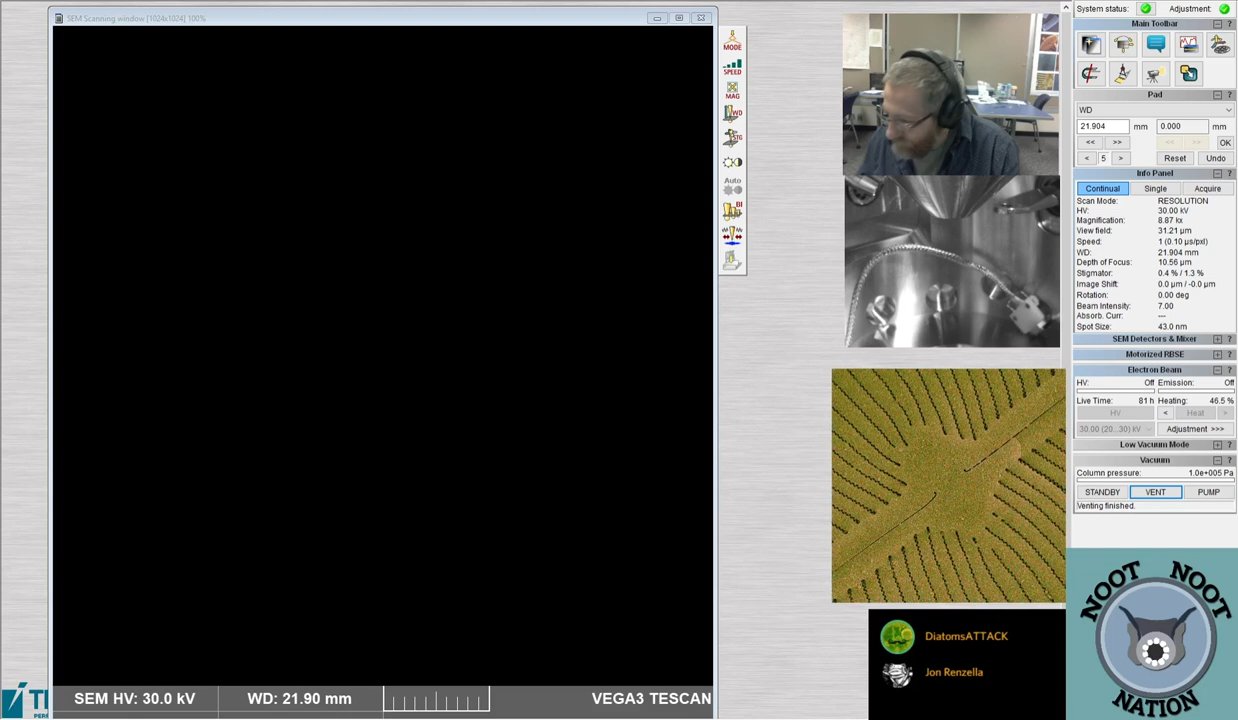 SEM Scanning window [1024x1024] 100%
MODE
SPEED
MAG
WD
STG
Auto
BI
SEM HV: 30.0 kV
WD: 21.90 mm
VEGA3 TESCAN
System status:
Adjustment:
Main Toolbar
Pad
WD
21.904 mm 0.000 mm
<< >> << >> OK
< 5 > Reset Undo
Info Panel
Continual Single Acquire
Scan Mode: RESOLUTION
HV: 30.00 kV
Magnification: 8.87 kx
View field: 31.21 µm
Speed: 1 (0.10 µs/pxl)
WD: 21.904 mm
Depth of Focus: 10.56 µm
Stigmator: 0.4 % / 1.3 %
Image Shift: 0.0 µm / -0.0 µm
Rotation: 0.00 deg
Beam Intensity: 7.00
Absorb. Curr: ---
Spot Size: 43.0 nm
SEM Detectors & Mixer
Motorized RBSE
Electron Beam
HV: Off Emission: Off
Live Time: 81 h Heating: 46.5 %
HV < Heat >
30.00 (20...30) kV Adjustment >>>
Low Vacuum Mode
Vacuum
Column pressure: 1.0e+005 Pa
STANDBY VENT PUMP
Venting finished.
DiatomsATTACK
Jon Renzella
NOOT NOOT
NATION